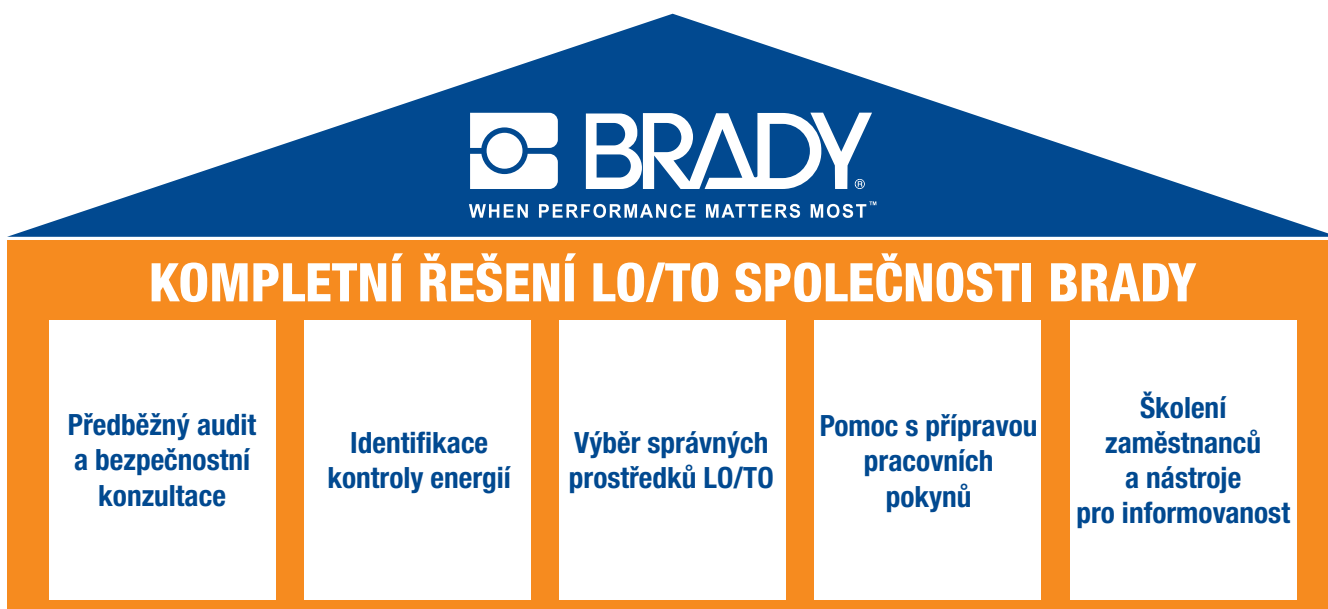 BRADY®
WHEN PERFORMANCE MATTERS MOST™
KOMPLETNÍ ŘEŠENÍ LO/TO SPOLEČNOSTI BRADY
Předběžný audit
a bezpečnostní
konzultace
Identifikace
kontroly energií
Výběr správných
prostředků LO/TO
Pomoc s přípravou
pracovních
pokynů
Školení
zaměstnanců
a nástroje
pro informovanost